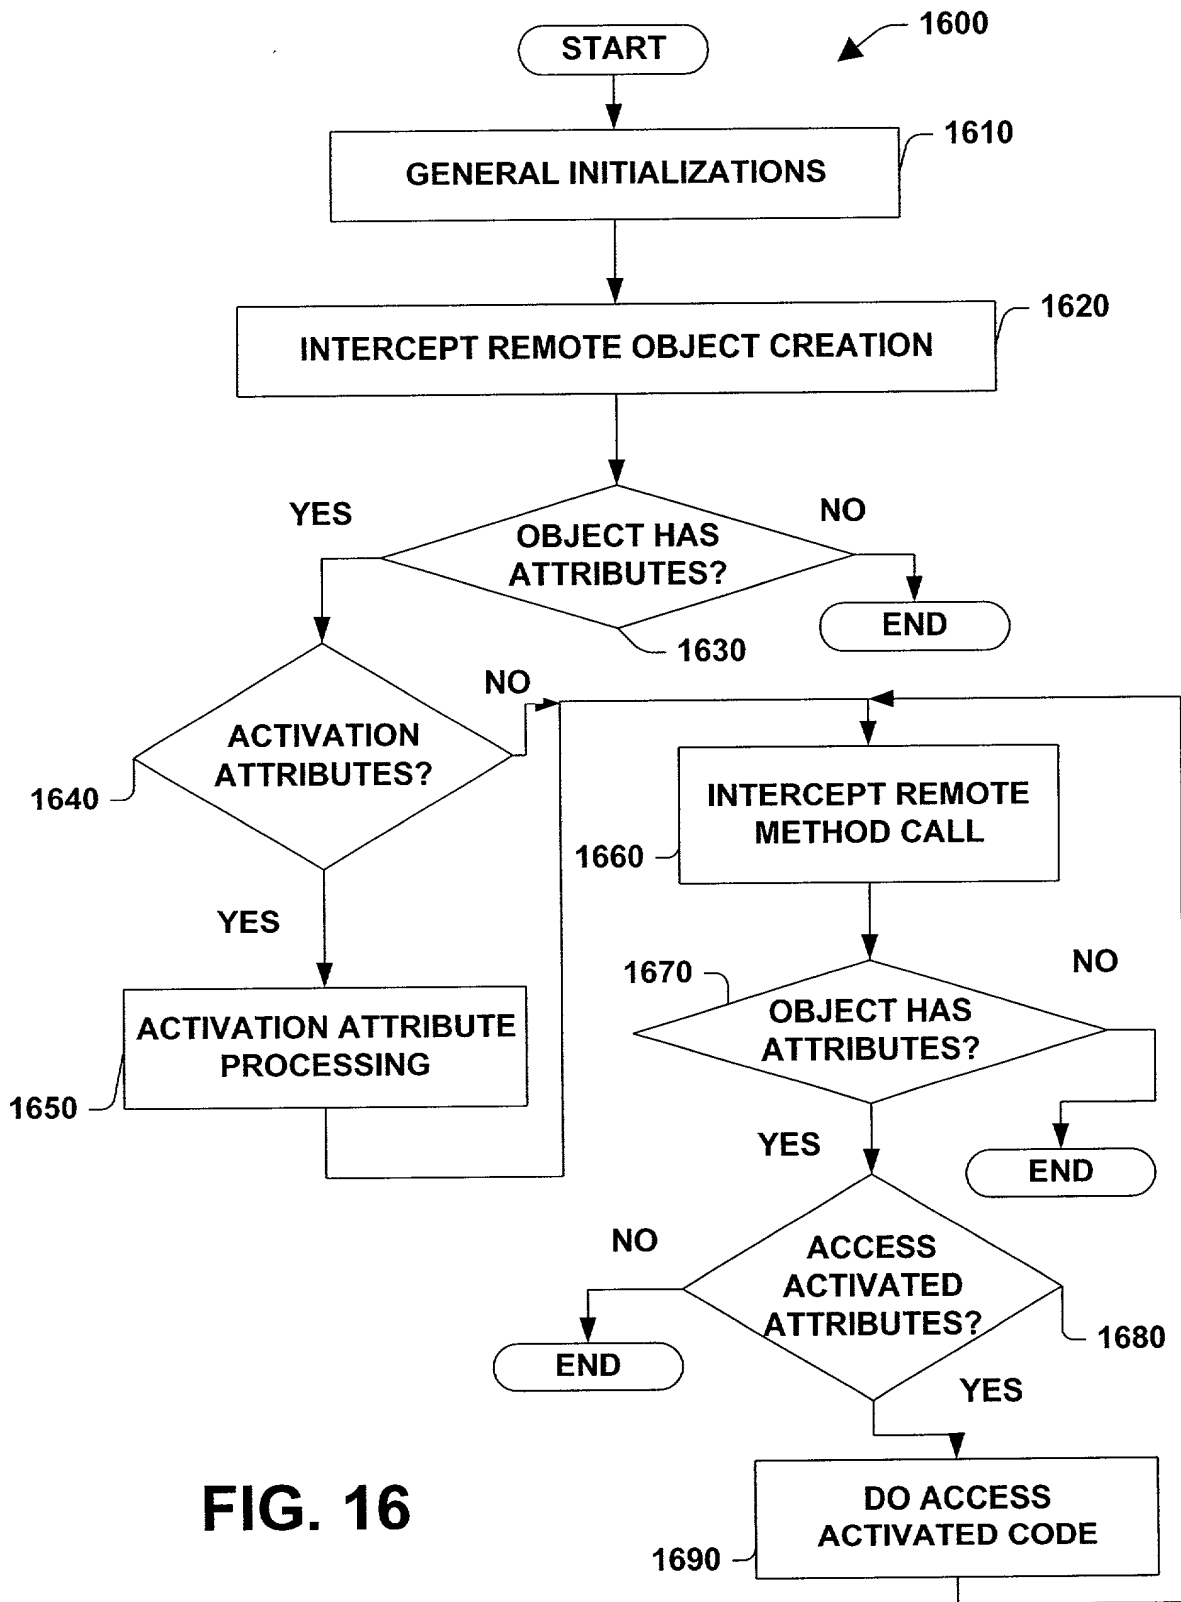 1600
START
1610
GENERAL INITIALIZATIONS
1620
INTERCEPT REMOTE OBJECT CREATION
YES
NO
OBJECT HAS
ATTRIBUTES?
END
1630
NO
ACTIVATION
ATTRIBUTES?
1640
INTERCEPT REMOTE
METHOD CALL
1660
YES
1670
NO
OBJECT HAS
ATTRIBUTES?
ACTIVATION ATTRIBUTE
PROCESSING
1650
YES
END
NO
ACCESS
ACTIVATED
ATTRIBUTES?
1680
END
YES
DO ACCESS
ACTIVATED CODE
1690
FIG. 16